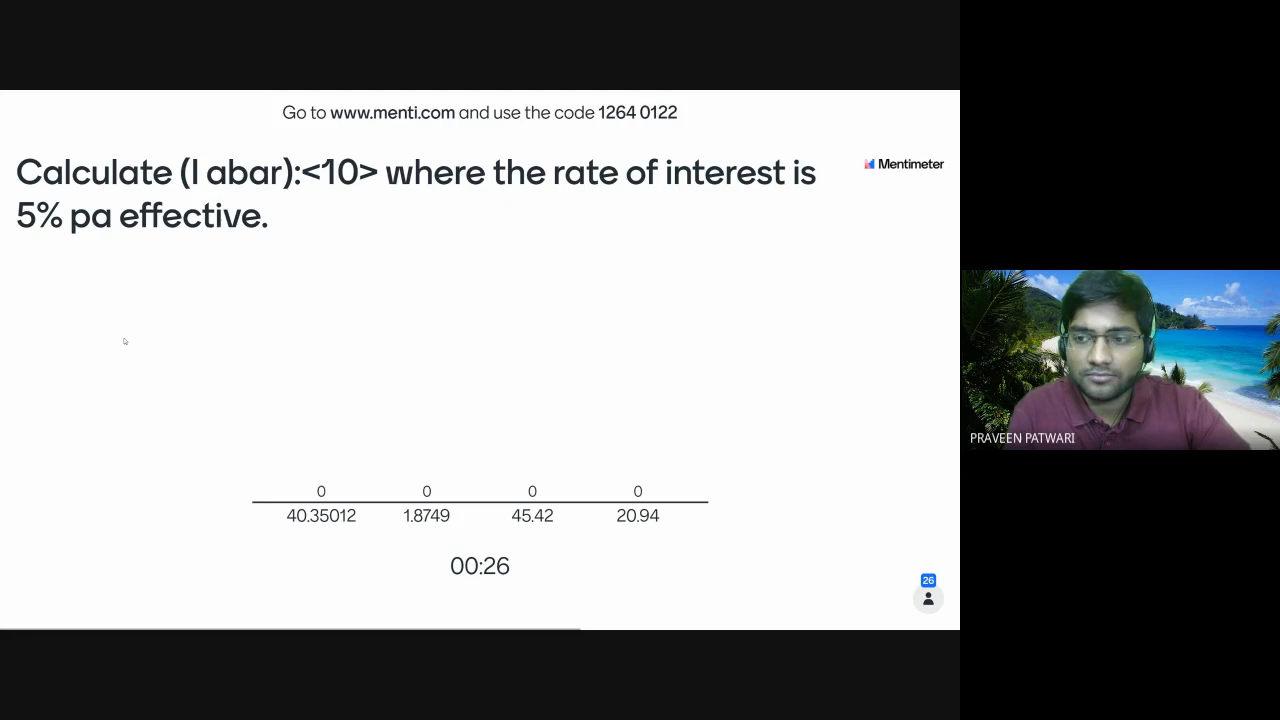 Go to www.menti.com and use the code 1264 0122
Calculate (I abar):<10> where the rate of interest is
5% pa effective.
Mentimeter
0 0 0 0
40.35012 1.8749 45.42 20.94
00:26
26
PRAVEEN PATWARI